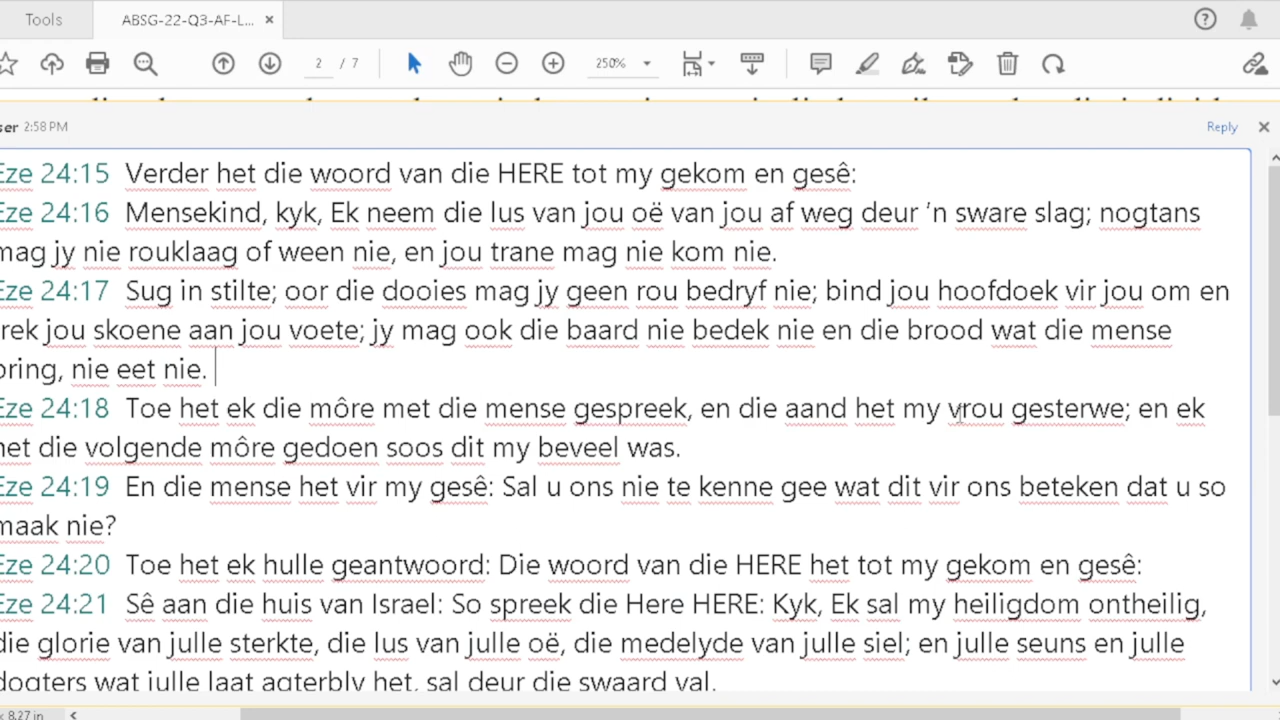 Tools ABSG-22-Q3-AF-L... ×
2 / 7 250%
ser 2:58 PM Reply
Eze 24:15 Verder het die woord van die HERE tot my gekom en gesê:
Eze 24:16 Mensekind, kyk, Ek neem die lus van jou oë van jou af weg deur ’n sware slag; nogtans
mag jy nie rouklaag of ween nie, en jou trane mag nie kom nie.
Eze 24:17 Sug in stilte; oor die dooies mag jy geen rou bedryf nie; bind jou hoofdoek vir jou om en
trek jou skoene aan jou voete; jy mag ook die baard nie bedek nie en die brood wat die mense
bring, nie eet nie.
Eze 24:18 Toe het ek die môre met die mense gespreek, en die aand het my vrou gesterwe; en ek
het die volgende môre gedoen soos dit my beveel was.
Eze 24:19 En die mense het vir my gesê: Sal u ons nie te kenne gee wat dit vir ons beteken dat u so
maak nie?
Eze 24:20 Toe het ek hulle geantwoord: Die woord van die HERE het tot my gekom en gesê:
Eze 24:21 Sê aan die huis van Israel: So spreek die Here HERE: Kyk, Ek sal my heiligdom ontheilig,
die glorie van julle sterkte, die lus van julle oë, die medelyde van julle siel; en julle seuns en julle
dogters wat julle laat agterbly het, sal deur die swaard val.
x 8.27 in